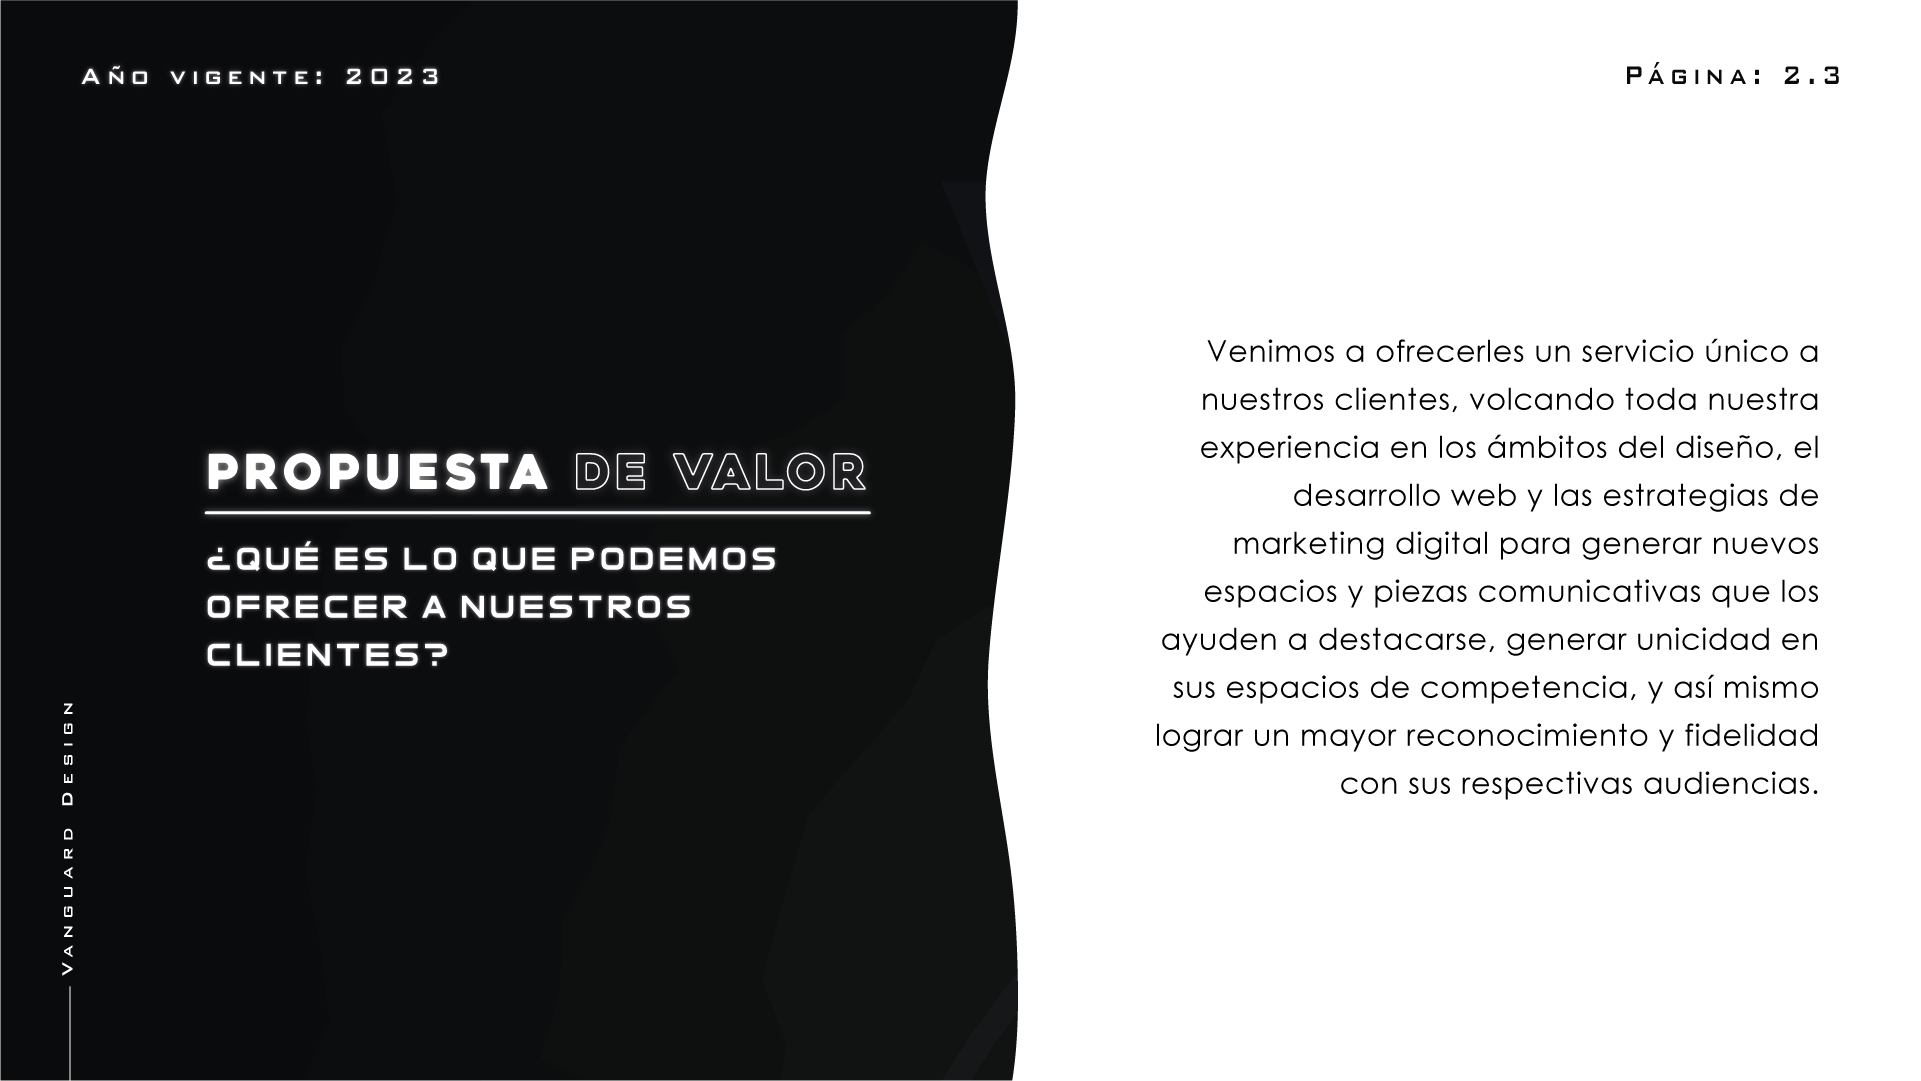 Año vigente: 2023
Página: 2.3
PROPUESTA DE VALOR
¿QUÉ ES LO QUE PODEMOS
OFRECER A NUESTROS
CLIENTES?
Vanguard Design
Venimos a ofrecerles un servicio único a
nuestros clientes, volcando toda nuestra
experiencia en los ámbitos del diseño, el
desarrollo web y las estrategias de
marketing digital para generar nuevos
espacios y piezas comunicativas que los
ayuden a destacarse, generar unicidad en
sus espacios de competencia, y así mismo
lograr un mayor reconocimiento y fidelidad
con sus respectivas audiencias.